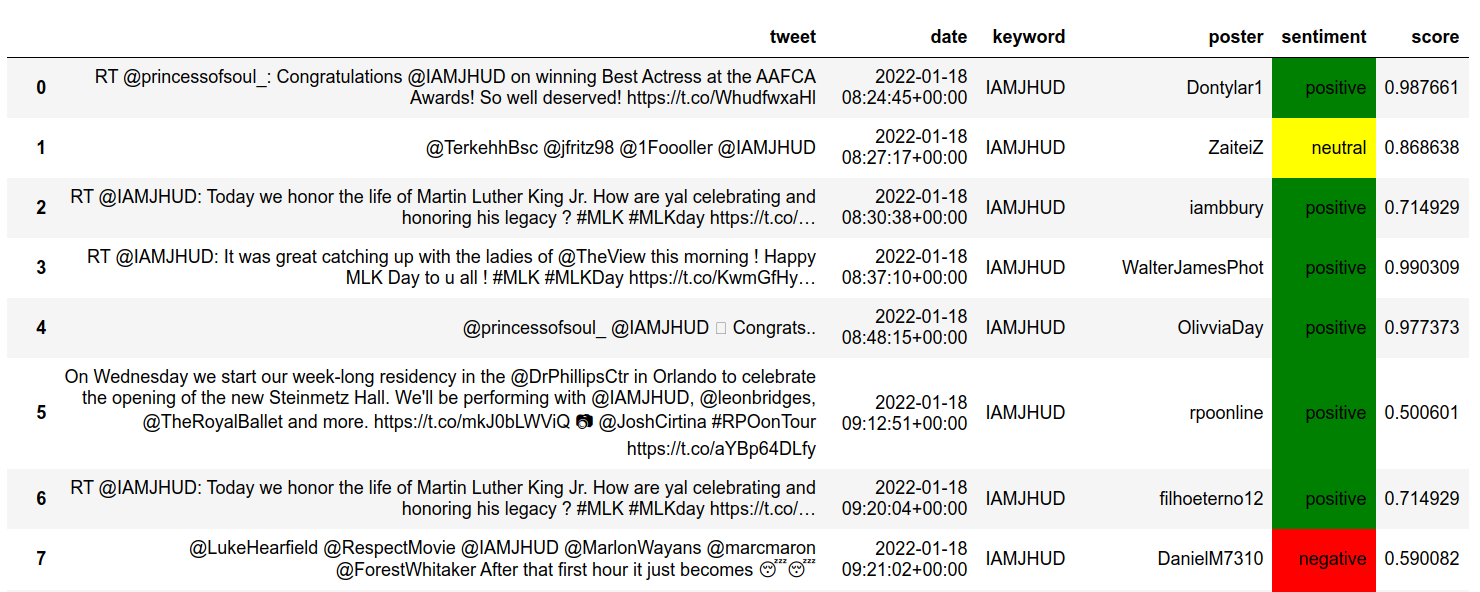 tweet date keyword poster sentiment score
0 RT @princessofsoul_: Congratulations @IAMJHUD on winning Best Actress at the AAFCA 2022-01-18 IAMJHUD Dontylar1 positive 0.987661
Awards! So well deserved! https://t.co/WhudfwxaHl 08:24:45+00:00
1 @TerkehhBsc @jfritz98 @1Foooller @IAMJHUD 2022-01-18 IAMJHUD ZaiteiZ neutral 0.868638
08:27:17+00:00
2 RT @IAMJHUD: Today we honor the life of Martin Luther King Jr. How are yal celebrating and 2022-01-18 IAMJHUD iambbury positive 0.714929
honoring his legacy ? #MLK #MLKday https://t.co/… 08:30:38+00:00
3 RT @IAMJHUD: It was great catching up with the ladies of @TheView this morning ! Happy 2022-01-18 IAMJHUD WalterJamesPhot positive 0.990309
MLK Day to u all ! #MLK #MLKDay https://t.co/KwmGfHy… 08:37:10+00:00
4 @princessofsoul_ @IAMJHUD Congrats.. 2022-01-18 IAMJHUD OlivviaDay positive 0.977373
08:48:15+00:00
5 On Wednesday we start our week-long residency in the @DrPhillipsCtr in Orlando to celebrate
the opening of the new Steinmetz Hall. We'll be performing with @IAMJHUD, @leonbridges, 2022-01-18 IAMJHUD rpoonline positive 0.500601
@TheRoyalBallet and more. https://t.co/mkJ0bLWViQ 📷 @JoshCirtina #RPOonTour 09:12:51+00:00
https://t.co/aYBp64DLfy
6 RT @IAMJHUD: Today we honor the life of Martin Luther King Jr. How are yal celebrating and 2022-01-18 IAMJHUD filhoeterno12 positive 0.714929
honoring his legacy ? #MLK #MLKday https://t.co/… 09:20:04+00:00
7 @LukeHearfield @RespectMovie @IAMJHUD @MarlonWayans @marcmaron 2022-01-18 IAMJHUD DanielM7310 negative 0.590082
@ForestWhitaker After that first hour it just becomes 😴😴 09:21:02+00:00